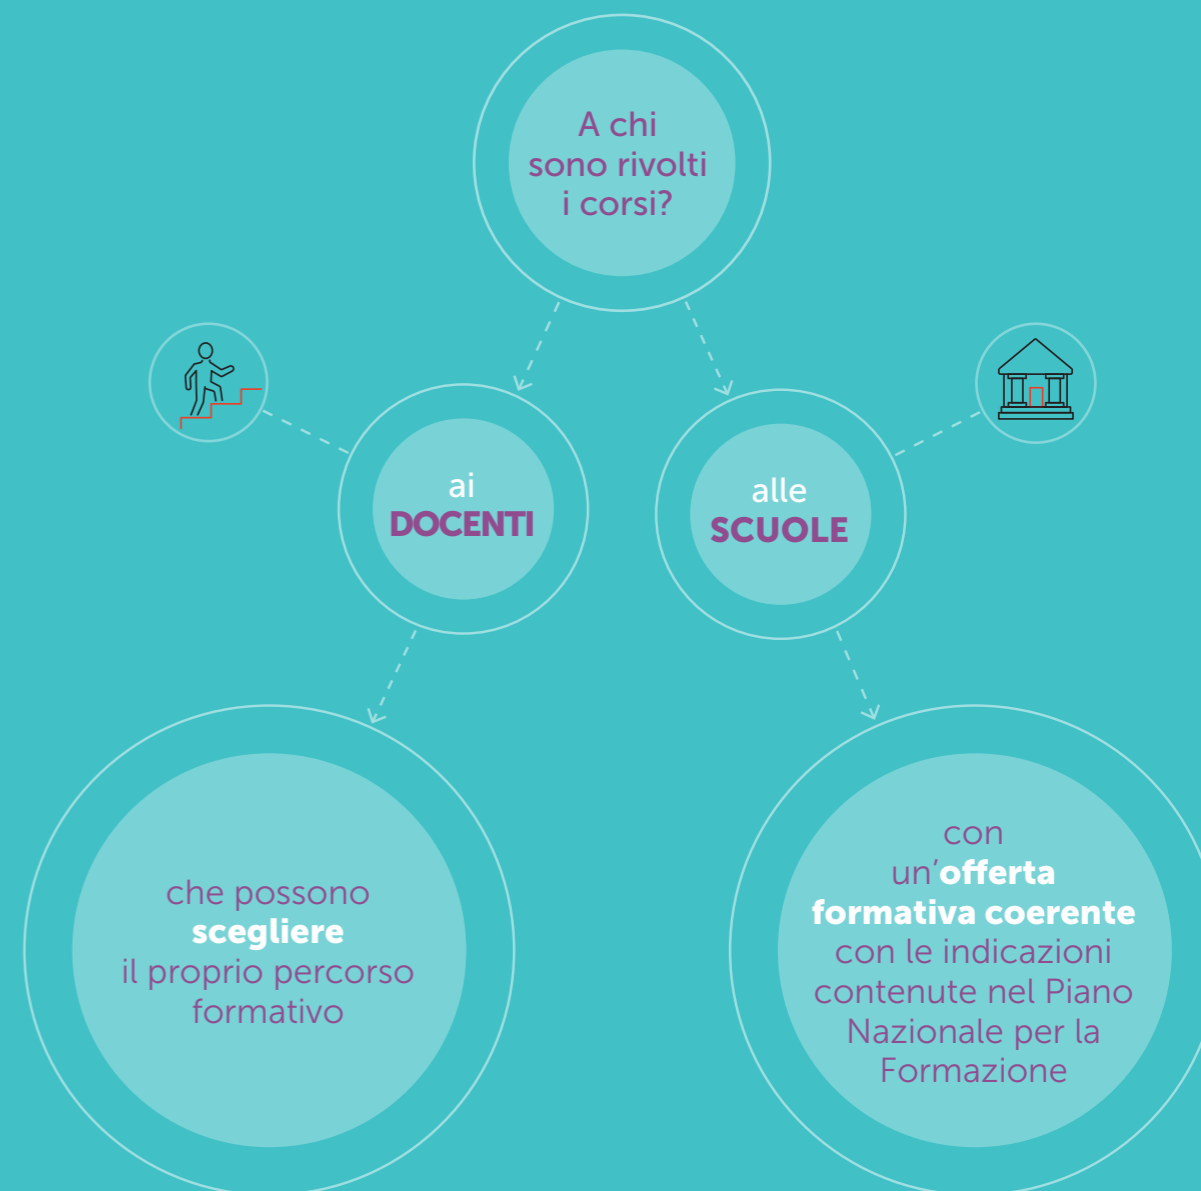 A chi
sono rivolti
i corsi?
ai
DOCENTI
alle
SCUOLE
che possono
scegliere
il proprio percorso
formativo
con
un'offerta
formativa coerente
con le indicazioni
contenute nel Piano
Nazionale per la
Formazione